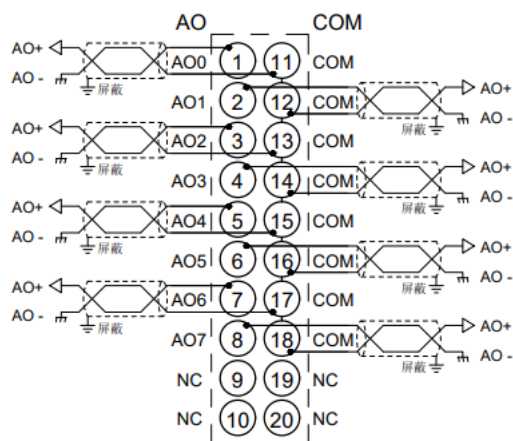 AO COM
AO+ AO0 1 11 COM
AO - 屏蔽
AO1 2 12 COM AO+
屏蔽 AO -
AO+ AO2 3 13 COM
AO - 屏蔽
AO3 4 14 COM AO+
屏蔽 AO -
AO+ AO4 5 15 COM
AO - 屏蔽
AO5 6 16 COM AO+
屏蔽 AO -
AO+ AO6 7 17 COM
AO - 屏蔽
AO7 8 18 COM AO+
屏蔽 AO -
NC 9 19 NC
NC 10 20 NC